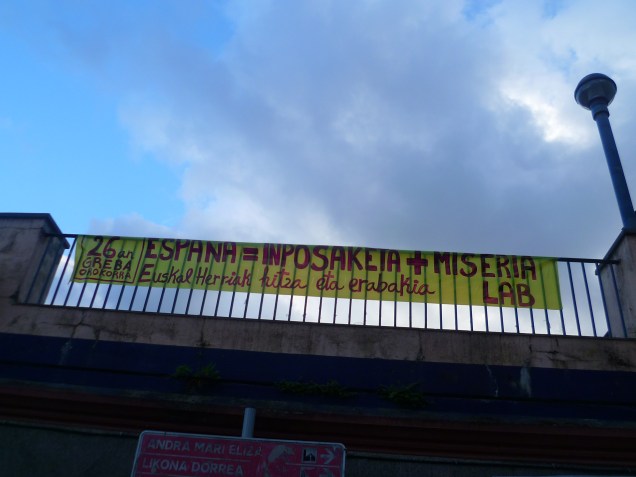 26an
GREBA
OROKORRA
ESPAÑA = INPOSAKETA + MISERIA
Euskal Herriak hitza eta erabakia
LAB
ANDRA MARI ELIZA
LIKONA DORREA